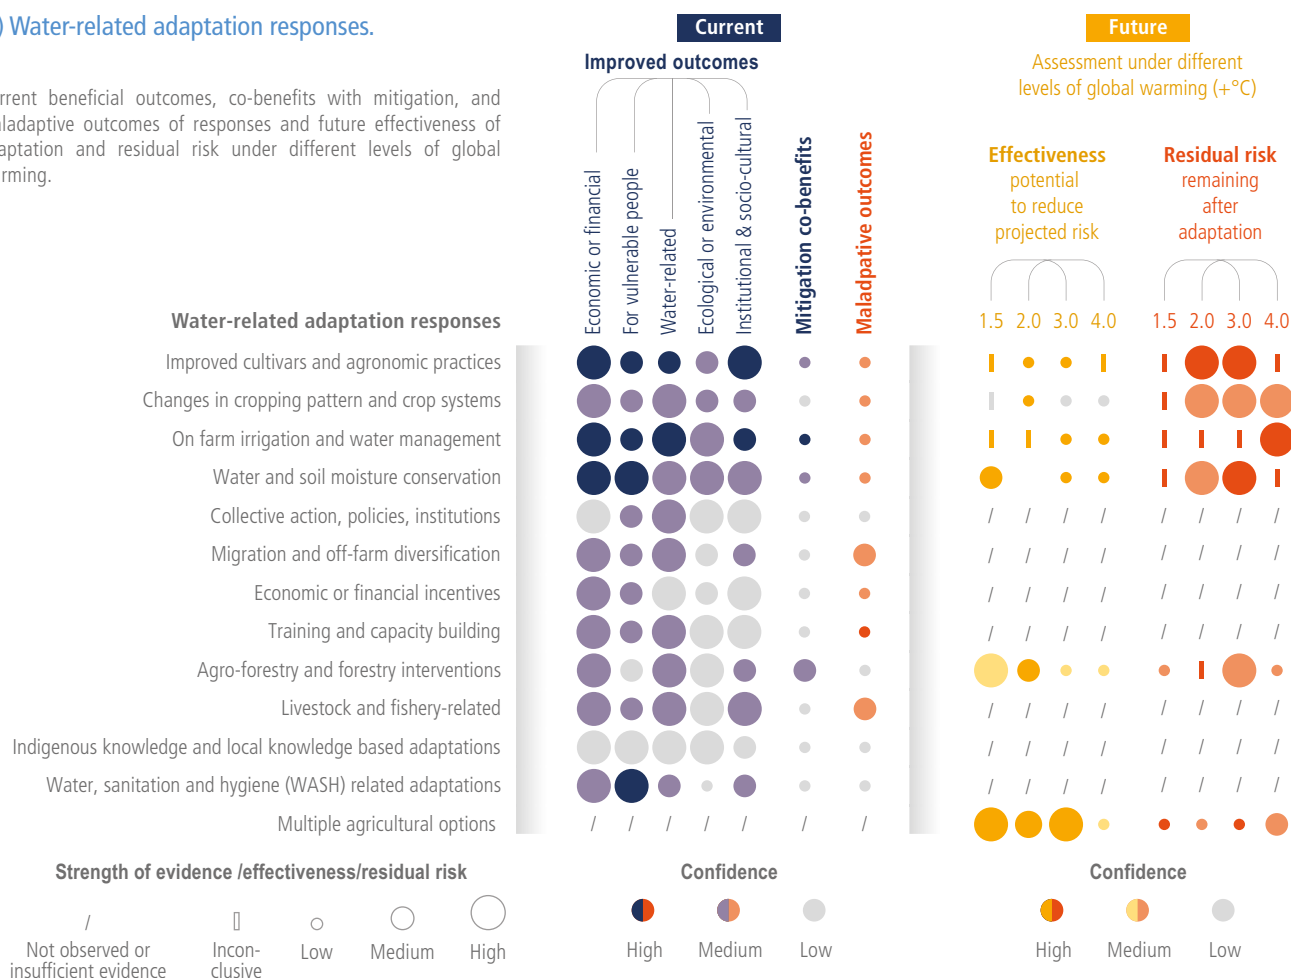 ) Water-related adaptation responses.
Current
Future
Improved outcomes
Assessment under different
levels of global warming (+°C)
rrent beneficial outcomes, co-benefits with mitigation, and
aladaptive outcomes of responses and future effectiveness of
aptation and residual risk under different levels of global
rming.
Economic or financial
For vulnerable people
Water-related
Ecological or environmental
Institutional & socio-cultural
Mitigation co-benefits
Maladpative outcomes
Effectiveness
potential
to reduce
projected risk
Residual risk
remaining
after
adaptation
Water-related adaptation responses
1.5 2.0 3.0 4.0
1.5 2.0 3.0 4.0
Improved cultivars and agronomic practices
Changes in cropping pattern and crop systems
On farm irrigation and water management
Water and soil moisture conservation
Collective action, policies, institutions
/ / / / / / / /
Migration and off-farm diversification
/ / / / / / / /
Economic or financial incentives
/ / / / / / / /
Training and capacity building
/ / / / / / / /
Agro-forestry and forestry interventions
Livestock and fishery-related
/ / / / / / / /
Indigenous knowledge and local knowledge based adaptations
/ / / / / / / /
Water, sanitation and hygiene (WASH) related adaptations
/ / / / / / / /
Multiple agricultural options
/ / / / / / /
Strength of evidence /effectiveness/residual risk
/
Not observed or
insufficient evidence
Incon-
clusive
Low
Medium
High
Confidence
High
Medium
Low
Confidence
High
Medium
Low